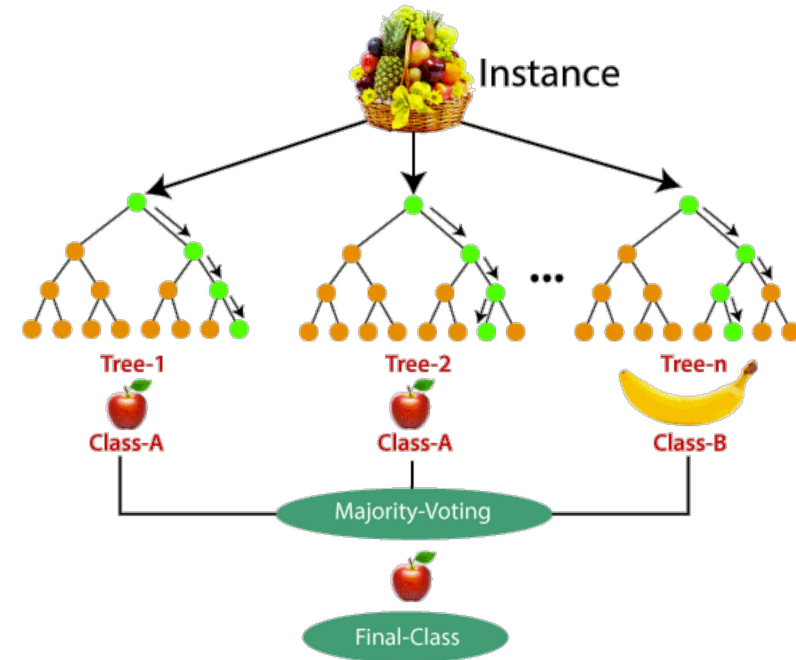 Instance
...
Tree-1
Tree-2
Tree-n
Class-A
Class-A
Class-B
Majority-Voting
Final-Class